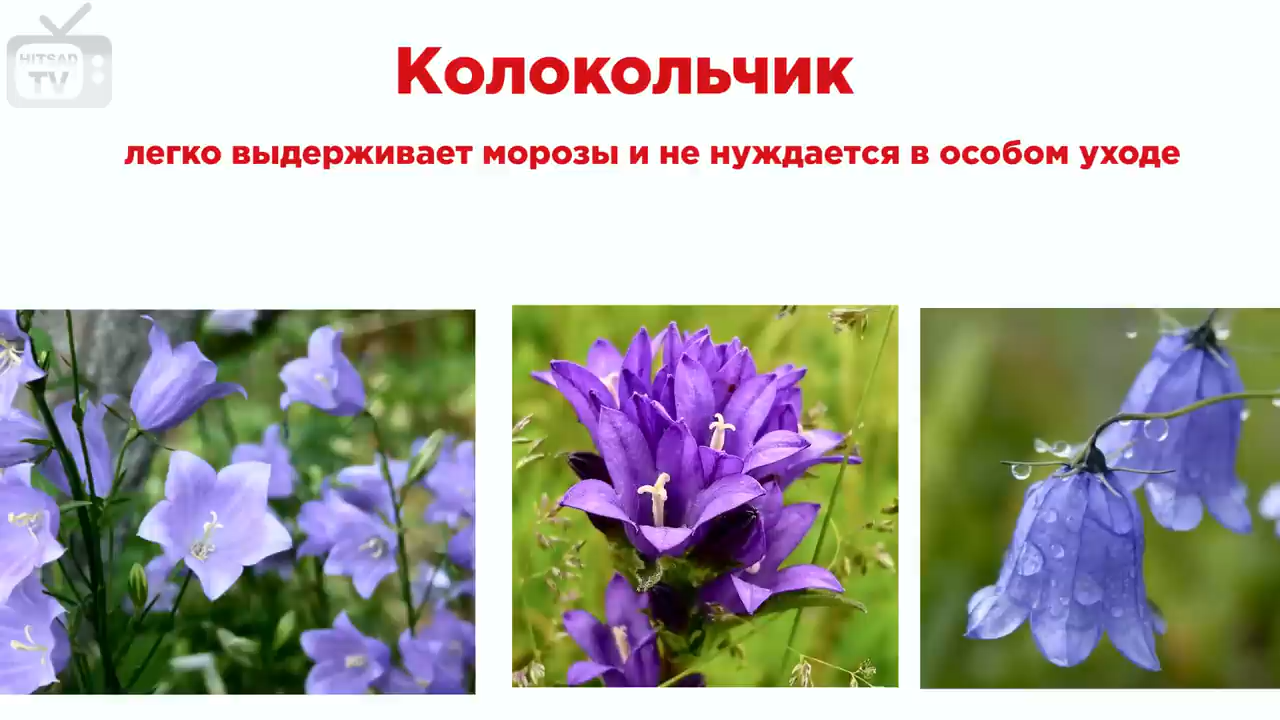 HITSAD
TV
Колокольчик
легко выдерживает морозы и не нуждается в особом уходе